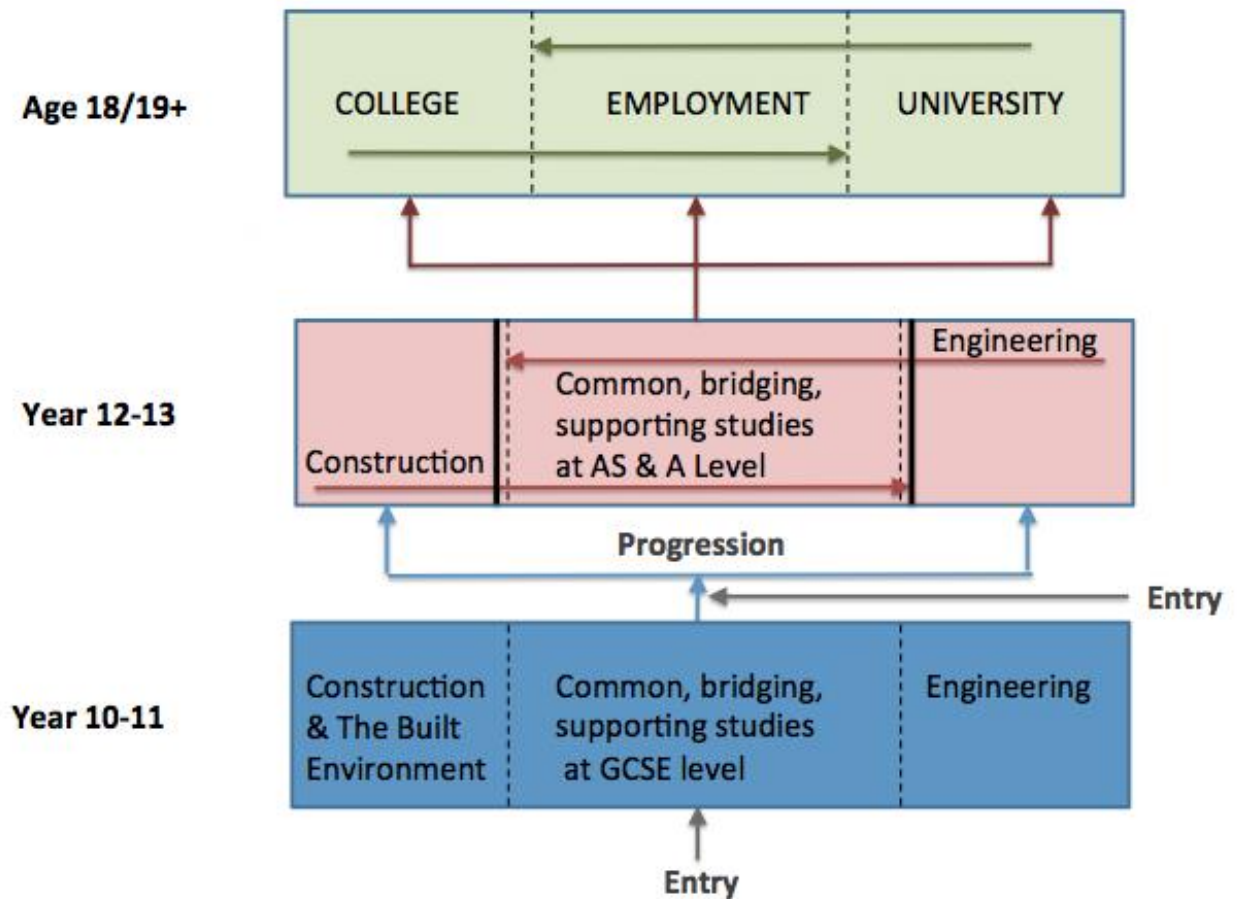 Age 18/19+
COLLEGE
EMPLOYMENT
UNIVERSITY
Year 12-13
Construction
Common, bridging,
supporting studies
at AS & A Level
Engineering
Progression
Entry
Year 10-11
Construction
& The Built
Environment
Common, bridging,
supporting studies
at GCSE level
Engineering
Entry